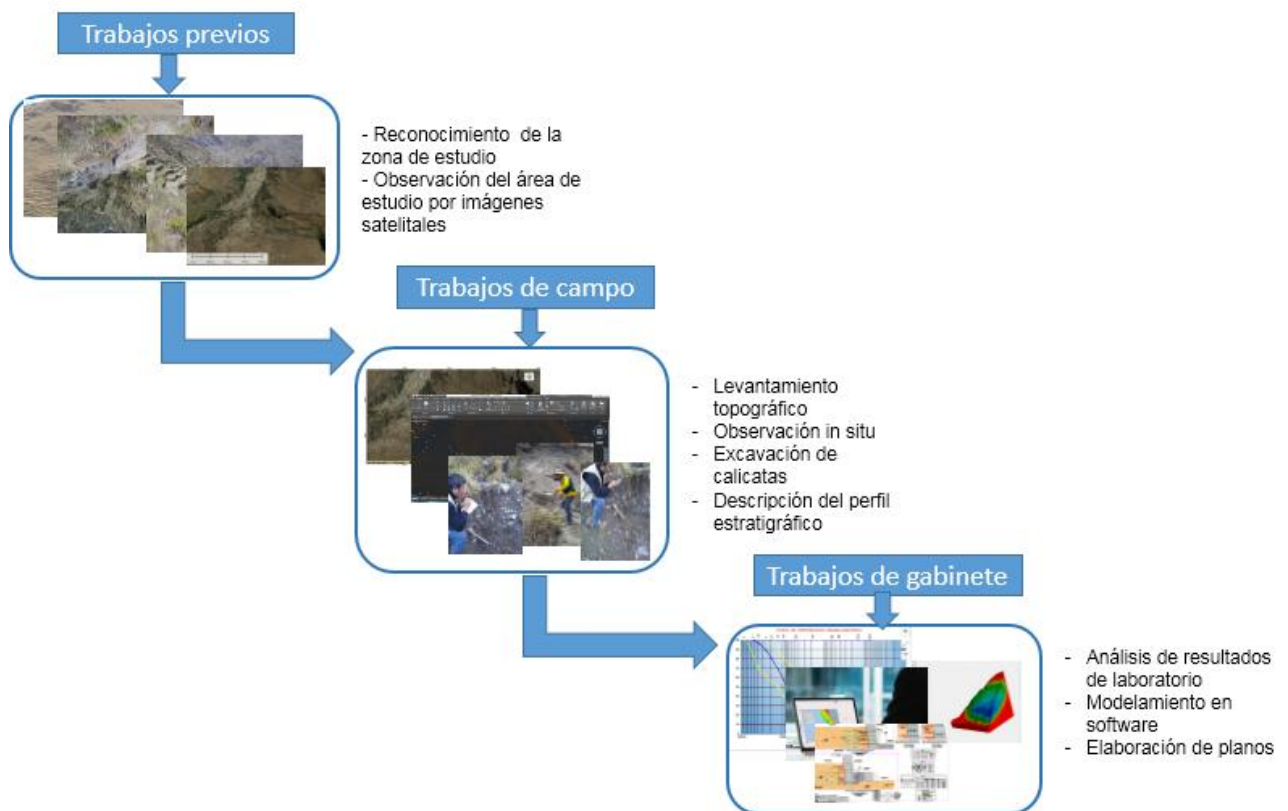 Trabajos previos
- Reconocimiento de la
zona de estudio
- Observación del área de
estudio por imágenes
satelitales
Trabajos de campo
- Levantamiento
topográfico
- Observación in situ
- Excavación de
calicatas
- Descripción del perfil
estratigráfico
Trabajos de gabinete
- Análisis de resultados
de laboratorio
- Modelamiento en
software
- Elaboración de planos